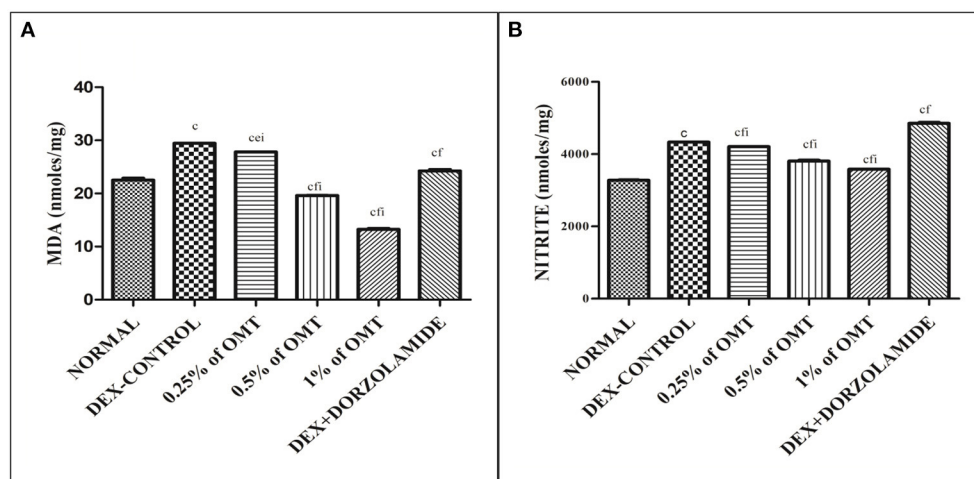 A
MDA (nmoles/mg)
40
30
20
10
0
c
cei
cfi
cfi
cf
NORMAL
DEX-CONTROL
0.25% of OMT
0.5% of OMT
1% of OMT
DEX+DORZOLAMIDE
B
NITRITE (nmoles/mg)
6000
4000
2000
0
c
cfi
cfi
cfi
cf
NORMAL
DEX-CONTROL
0.25% of OMT
0.5% of OMT
1% of OMT
DEX+DORZOLAMIDE